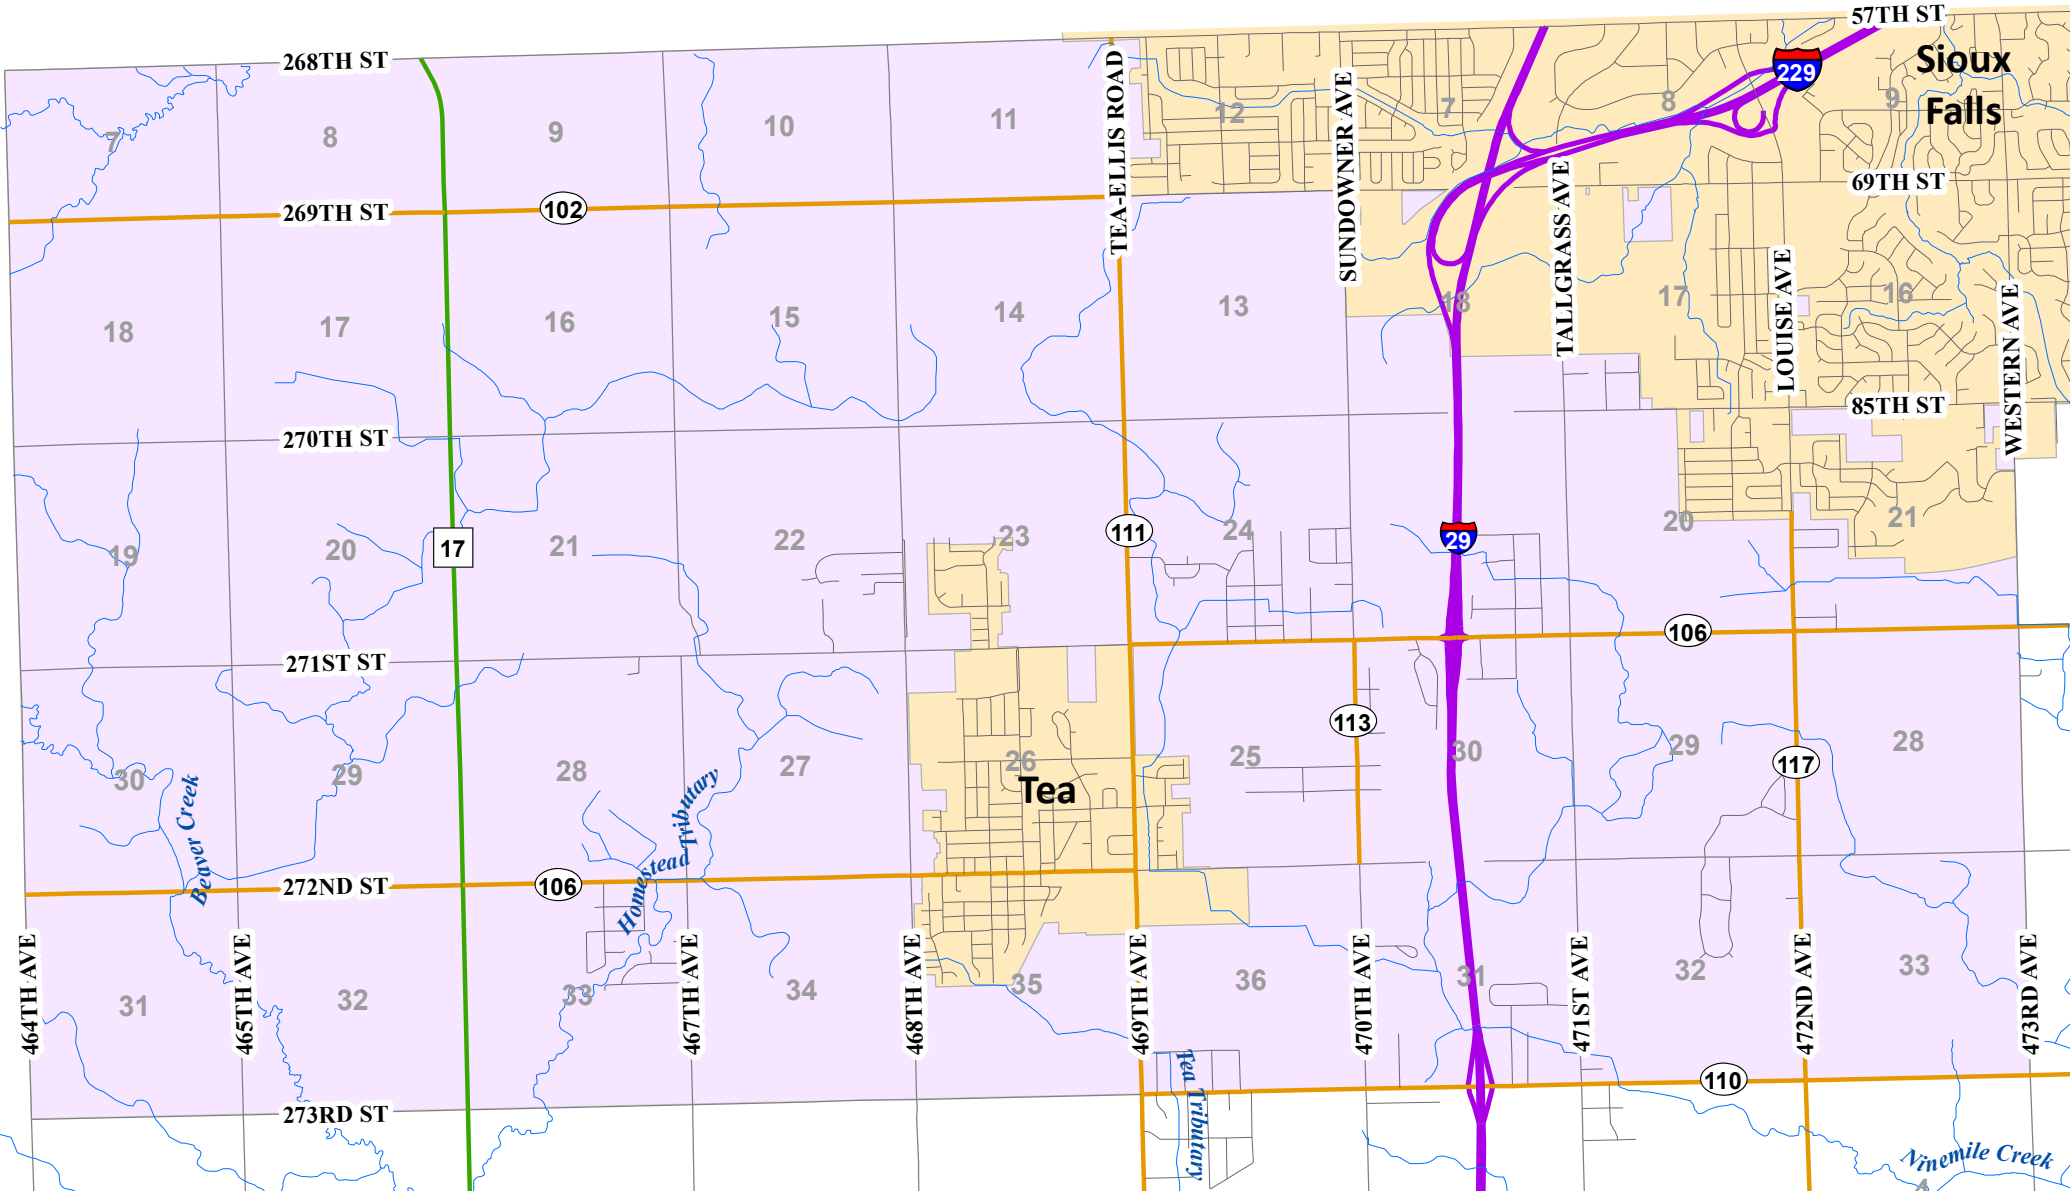 57TH ST
268TH ST
Sioux
Falls
229
7
8
9
10
11
12
7
8
9
TEA-ELLIS ROAD
SUNDOWNER AVE
TALLGRASS AVE
LOUISE AVE
WESTERN AVE
69TH ST
269TH ST
102
18
17
16
15
14
13
18
17
16
85TH ST
270TH ST
17
111
29
19
20
21
22
23
24
20
21
106
271ST ST
113
117
30
29
28
27
26
Tea
25
30
29
28
Beaver Creek
Homestead Tributary
272ND ST
106
464TH AVE
465TH AVE
467TH AVE
468TH AVE
469TH AVE
470TH AVE
471ST AVE
472ND AVE
473RD AVE
31
32
33
34
35
36
31
32
33
110
273RD ST
Tea Tributary
Ninemile Creek
4